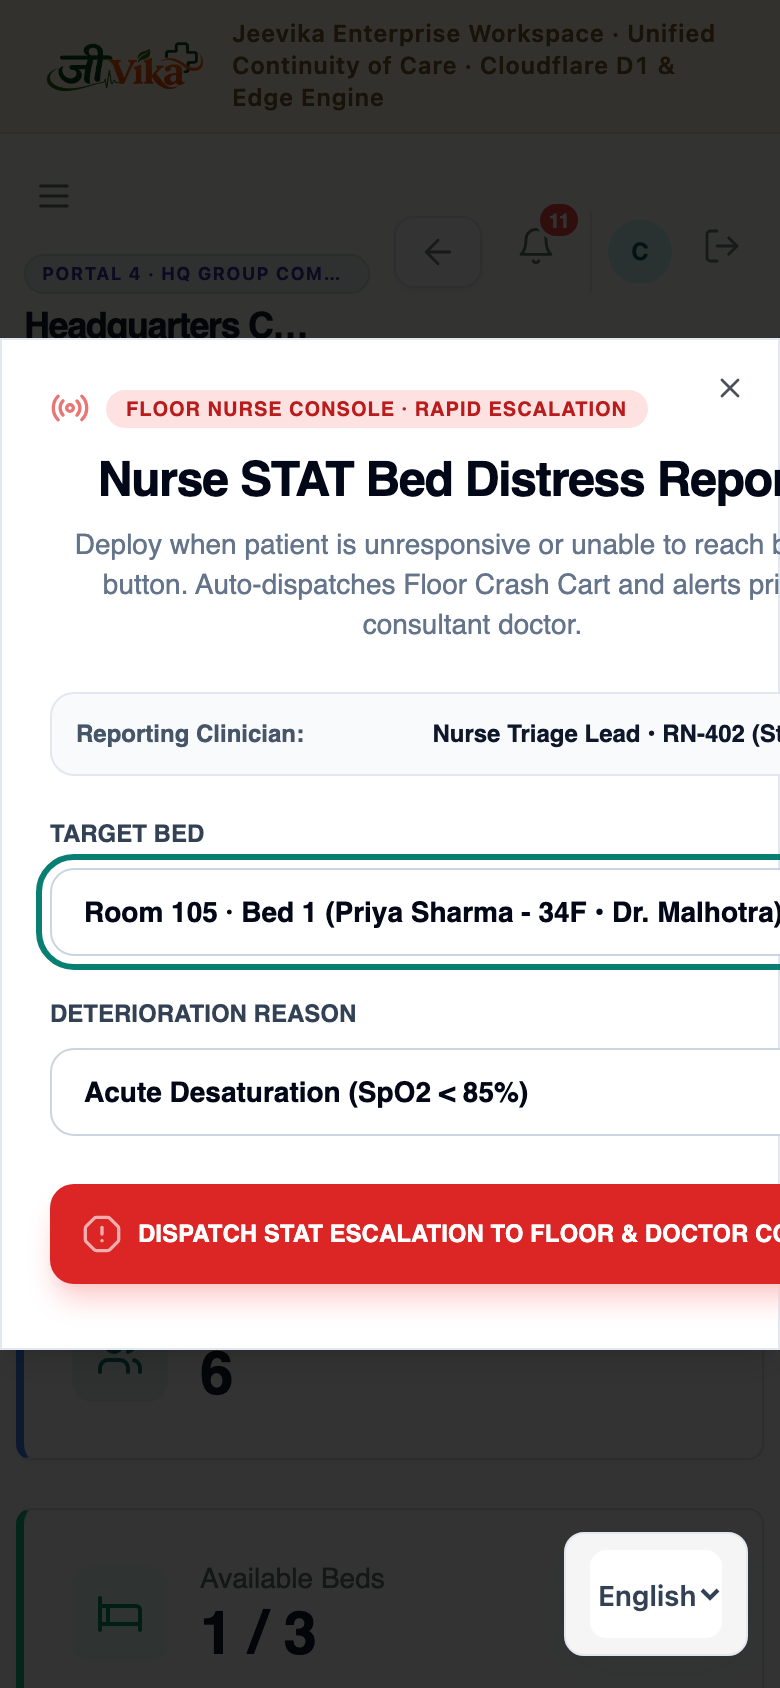 जीvika
Jeevika Enterprise Workspace · Unified
Continuity of Care · Cloudflare D1 &
Edge Engine
11
C
PORTAL 4 · HQ GROUP COM...
Headquarters C...
FLOOR NURSE CONSOLE · RAPID ESCALATION
Nurse STAT Bed Distress Repor
Deploy when patient is unresponsive or unable to reach b
button. Auto-dispatches Floor Crash Cart and alerts pri
consultant doctor.
Reporting Clinician:
Nurse Triage Lead • RN-402 (St
TARGET BED
Room 105 · Bed 1 (Priya Sharma - 34F • Dr. Malhotra)
DETERIORATION REASON
Acute Desaturation (SpO2 < 85%)
DISPATCH STAT ESCALATION TO FLOOR & DOCTOR CO
6
Available Beds
1 / 3
English